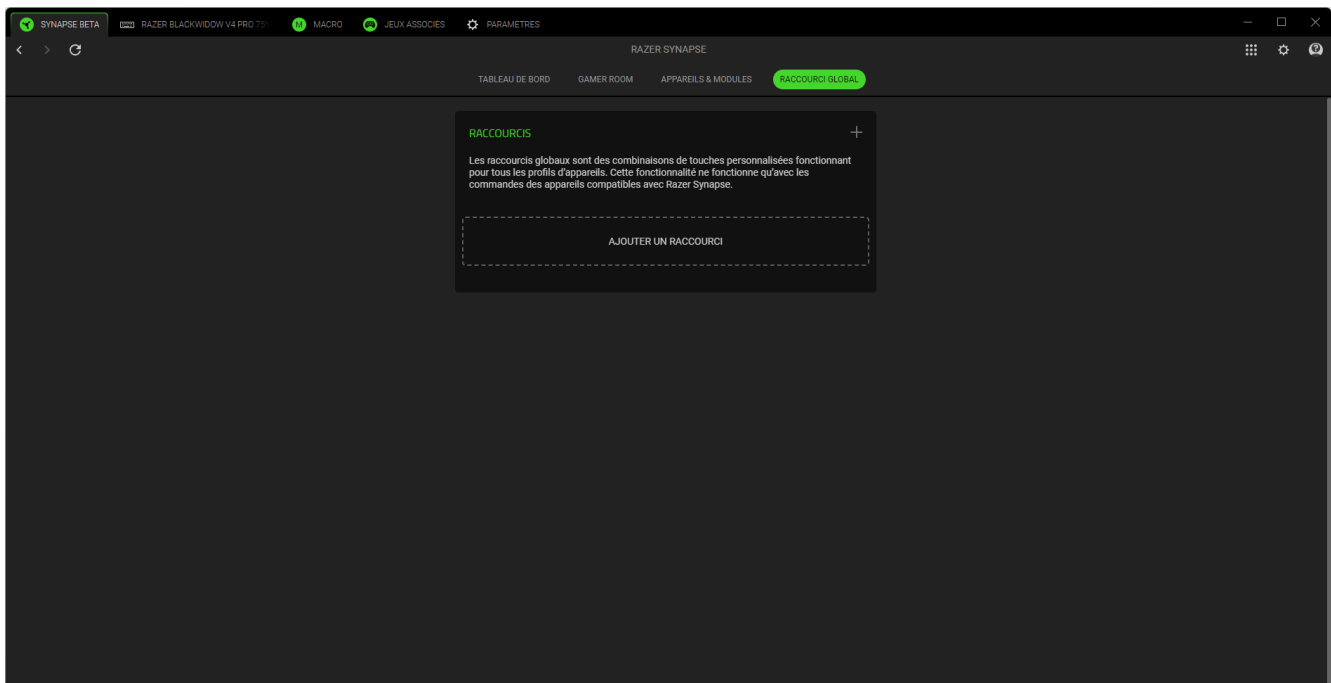 SYNAPSE BETA
RAZER BLACKWIDOW V4 PRO 75%
MACRO
JEUX ASSOCIÉS
PARAMÈTRES
RAZER SYNAPSE
TABLEAU DE BORD
GAMER ROOM
APPAREILS & MODULES
RACCOURCI GLOBAL
RACCOURCIS
Les raccourcis globaux sont des combinaisons de touches personnalisées fonctionnant
pour tous les profils d'appareils. Cette fonctionnalité ne fonctionne qu'avec les
commandes des appareils compatibles avec Razer Synapse.
AJOUTER UN RACCOURCI